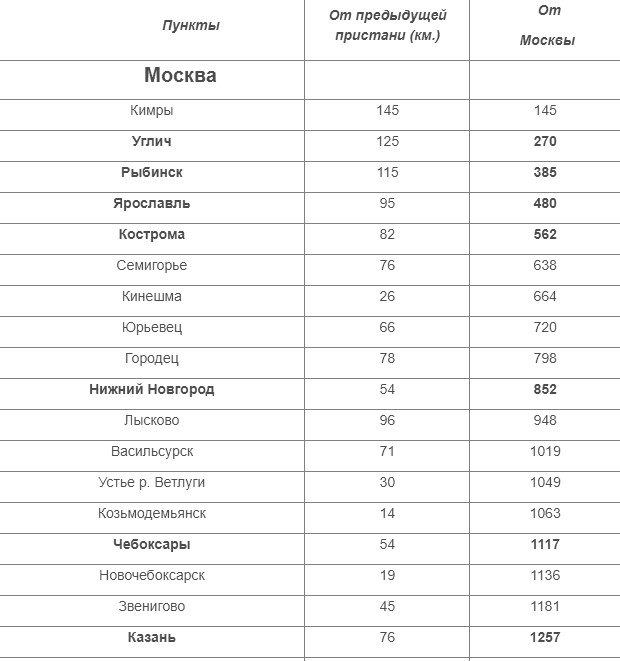 Пункты
От предыдущей
пристани (км.)
От
Москвы
Москва
Кимры 145 145
Углич 125 270
Рыбинск 115 385
Ярославль 95 480
Кострома 82 562
Семигорье 76 638
Кинешма 26 664
Юрьевец 66 720
Городец 78 798
Нижний Новгород 54 852
Лысково 96 948
Васильсурск 71 1019
Устье р. Ветлуги 30 1049
Козьмодемьянск 14 1063
Чебоксары 54 1117
Новочебоксарск 19 1136
Звенигово 45 1181
Казань 76 1257